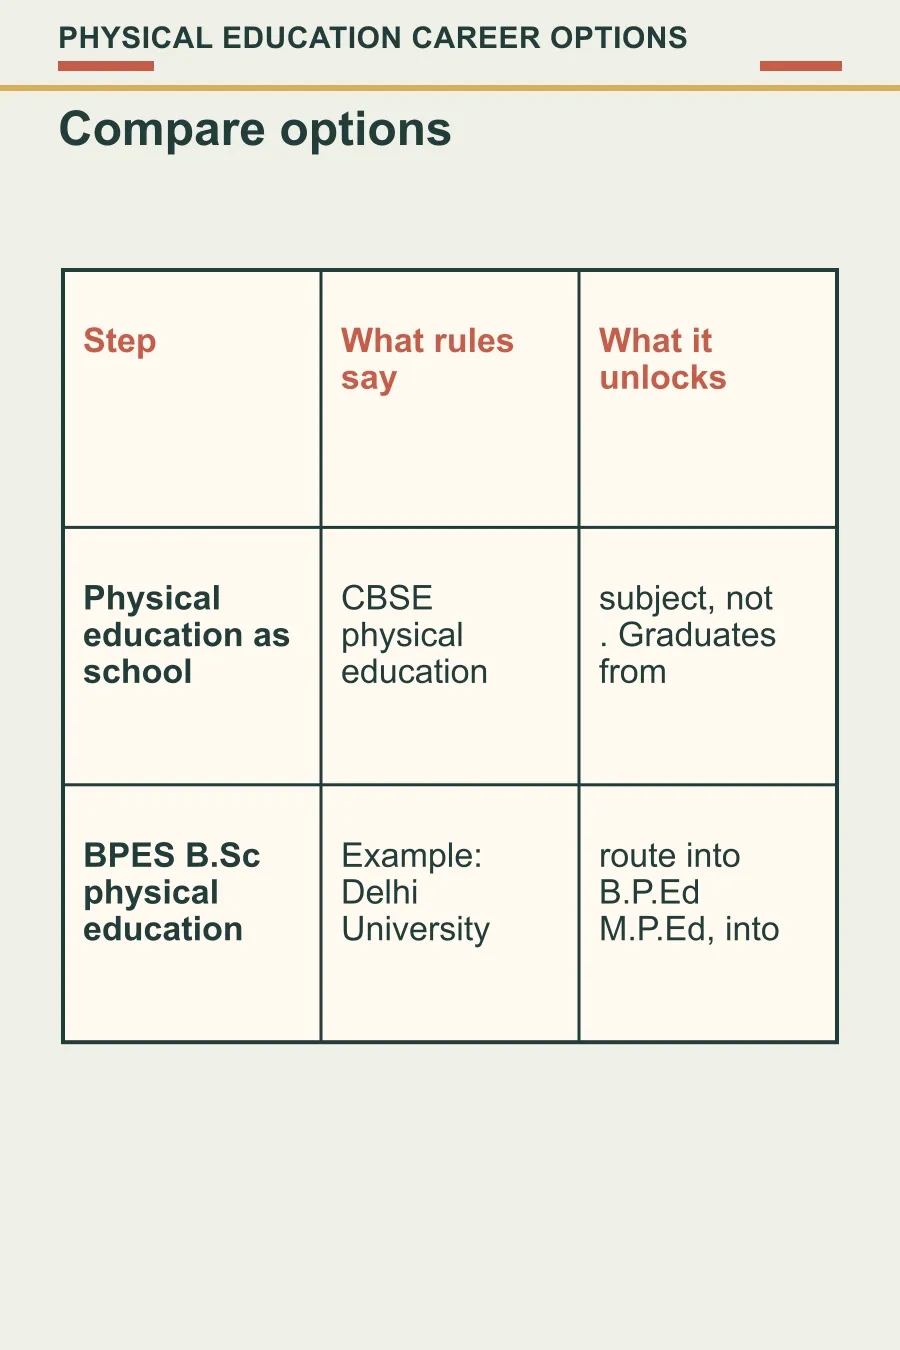 PHYSICAL EDUCATION CAREER OPTIONS
Compare options
Step
What rules
say
What it
unlocks
Physical
education as
school
CBSE
physical
education
subject, not
. Graduates
from
BPES B.Sc
physical
education
Example:
Delhi
University
route into
B.P.Ed
M.P.Ed, into